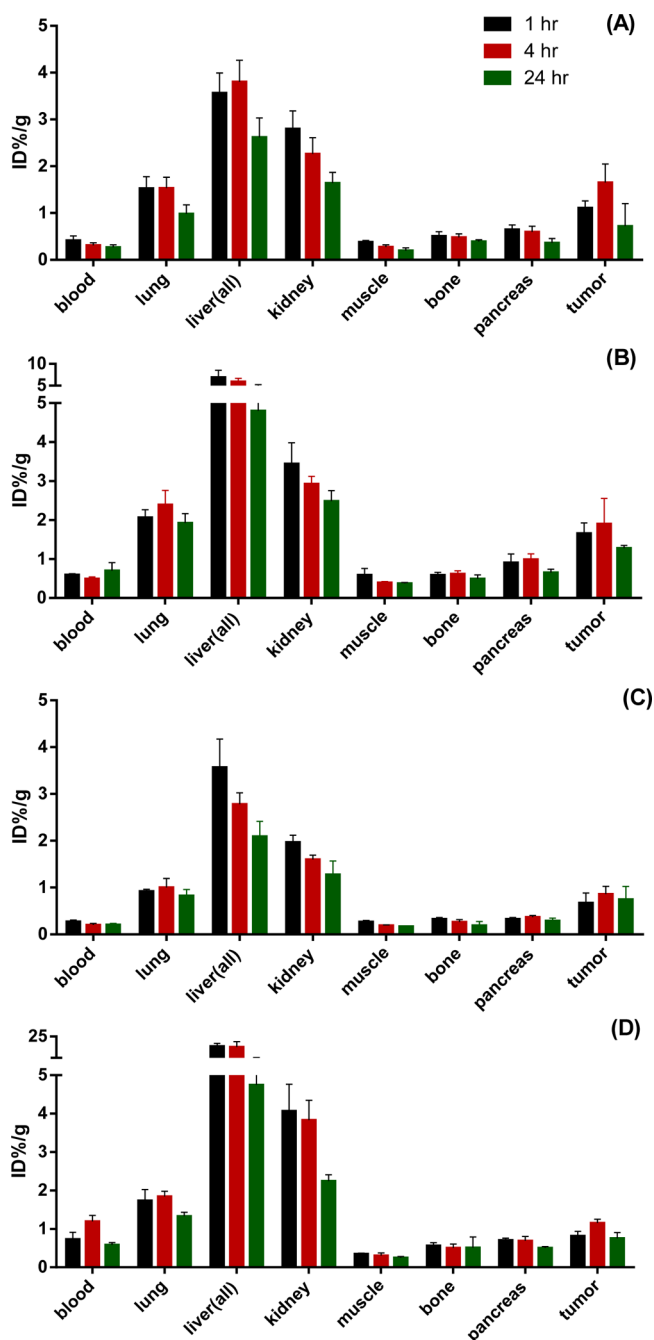 (A)
1 hr
4 hr
24 hr
ID%/g
5
4
3
2
1
0
blood
lung
liver(all)
kidney
muscle
bone
pancreas
tumor
(B)
ID%/g
10
5
5
4
3
2
1
0
blood
lung
liver(all)
kidney
muscle
bone
pancreas
tumor
(C)
ID%/g
5
4
3
2
1
0
blood
lung
liver(all)
kidney
muscle
bone
pancreas
tumor
(D)
ID%/g
25
5
4
3
2
1
0
blood
lung
liver(all)
kidney
muscle
bone
pancreas
tumor